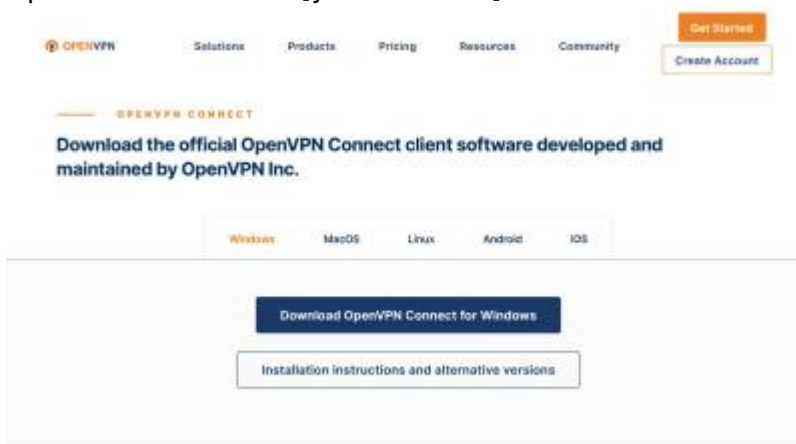 OPENVPN
Solutions
Products
Pricing
Resources
Community
Get Started
Create Account
OPENVPN CONNECT
Download the official OpenVPN Connect client software developed and
maintained by OpenVPN Inc.
Windows
MacOS
Linux
Android
iOS
Download OpenVPN Connect for Windows
Installation instructions and alternative versions